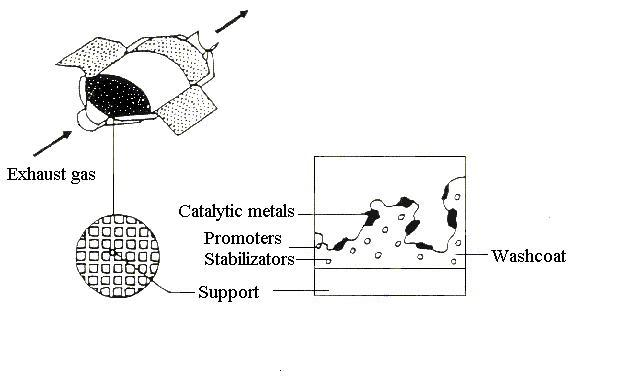 Exhaust gas
Catalytic metals
Promoters
Stabilizators
Washcoat
Support